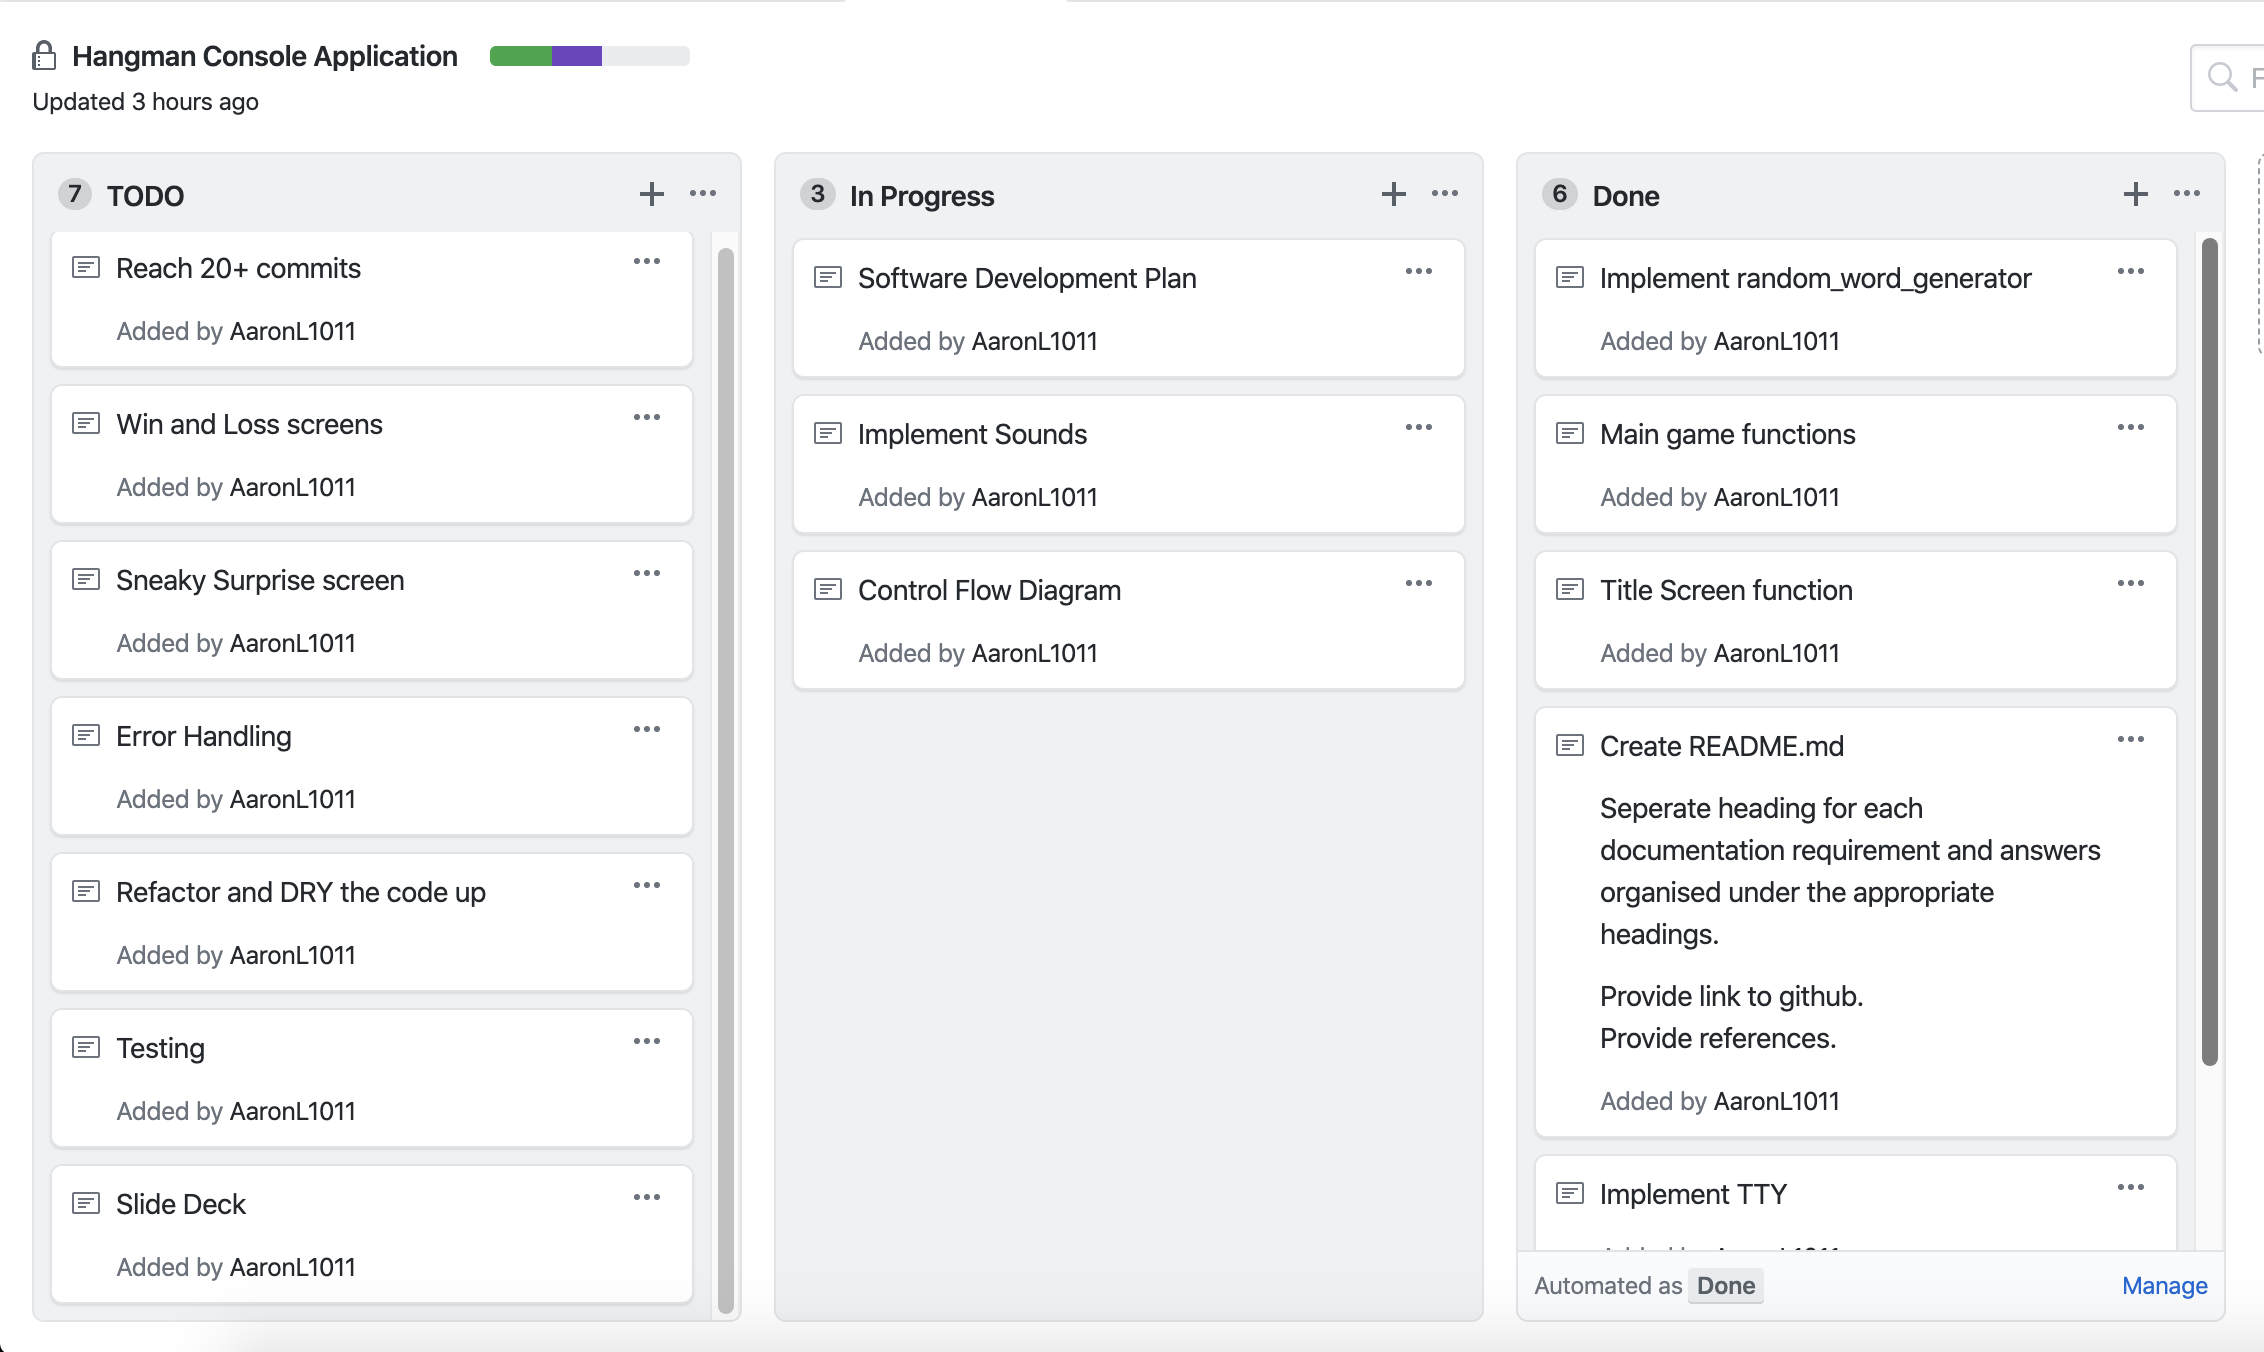 Hangman Console Application
Updated 3 hours ago
F
7 TODO
Reach 20+ commits
Added by AaronL1011
Win and Loss screens
Added by AaronL1011
Sneaky Surprise screen
Added by AaronL1011
Error Handling
Added by AaronL1011
Refactor and DRY the code up
Added by AaronL1011
Testing
Added by AaronL1011
Slide Deck
Added by AaronL1011
3 In Progress
Software Development Plan
Added by AaronL1011
Implement Sounds
Added by AaronL1011
Control Flow Diagram
Added by AaronL1011
6 Done
Implement random_word_generator
Added by AaronL1011
Main game functions
Added by AaronL1011
Title Screen function
Added by AaronL1011
Create README.md
Seperate heading for each
documentation requirement and answers
organised under the appropriate
headings.
Provide link to github.
Provide references.
Added by AaronL1011
Implement TTY
Automated as Done
Manage